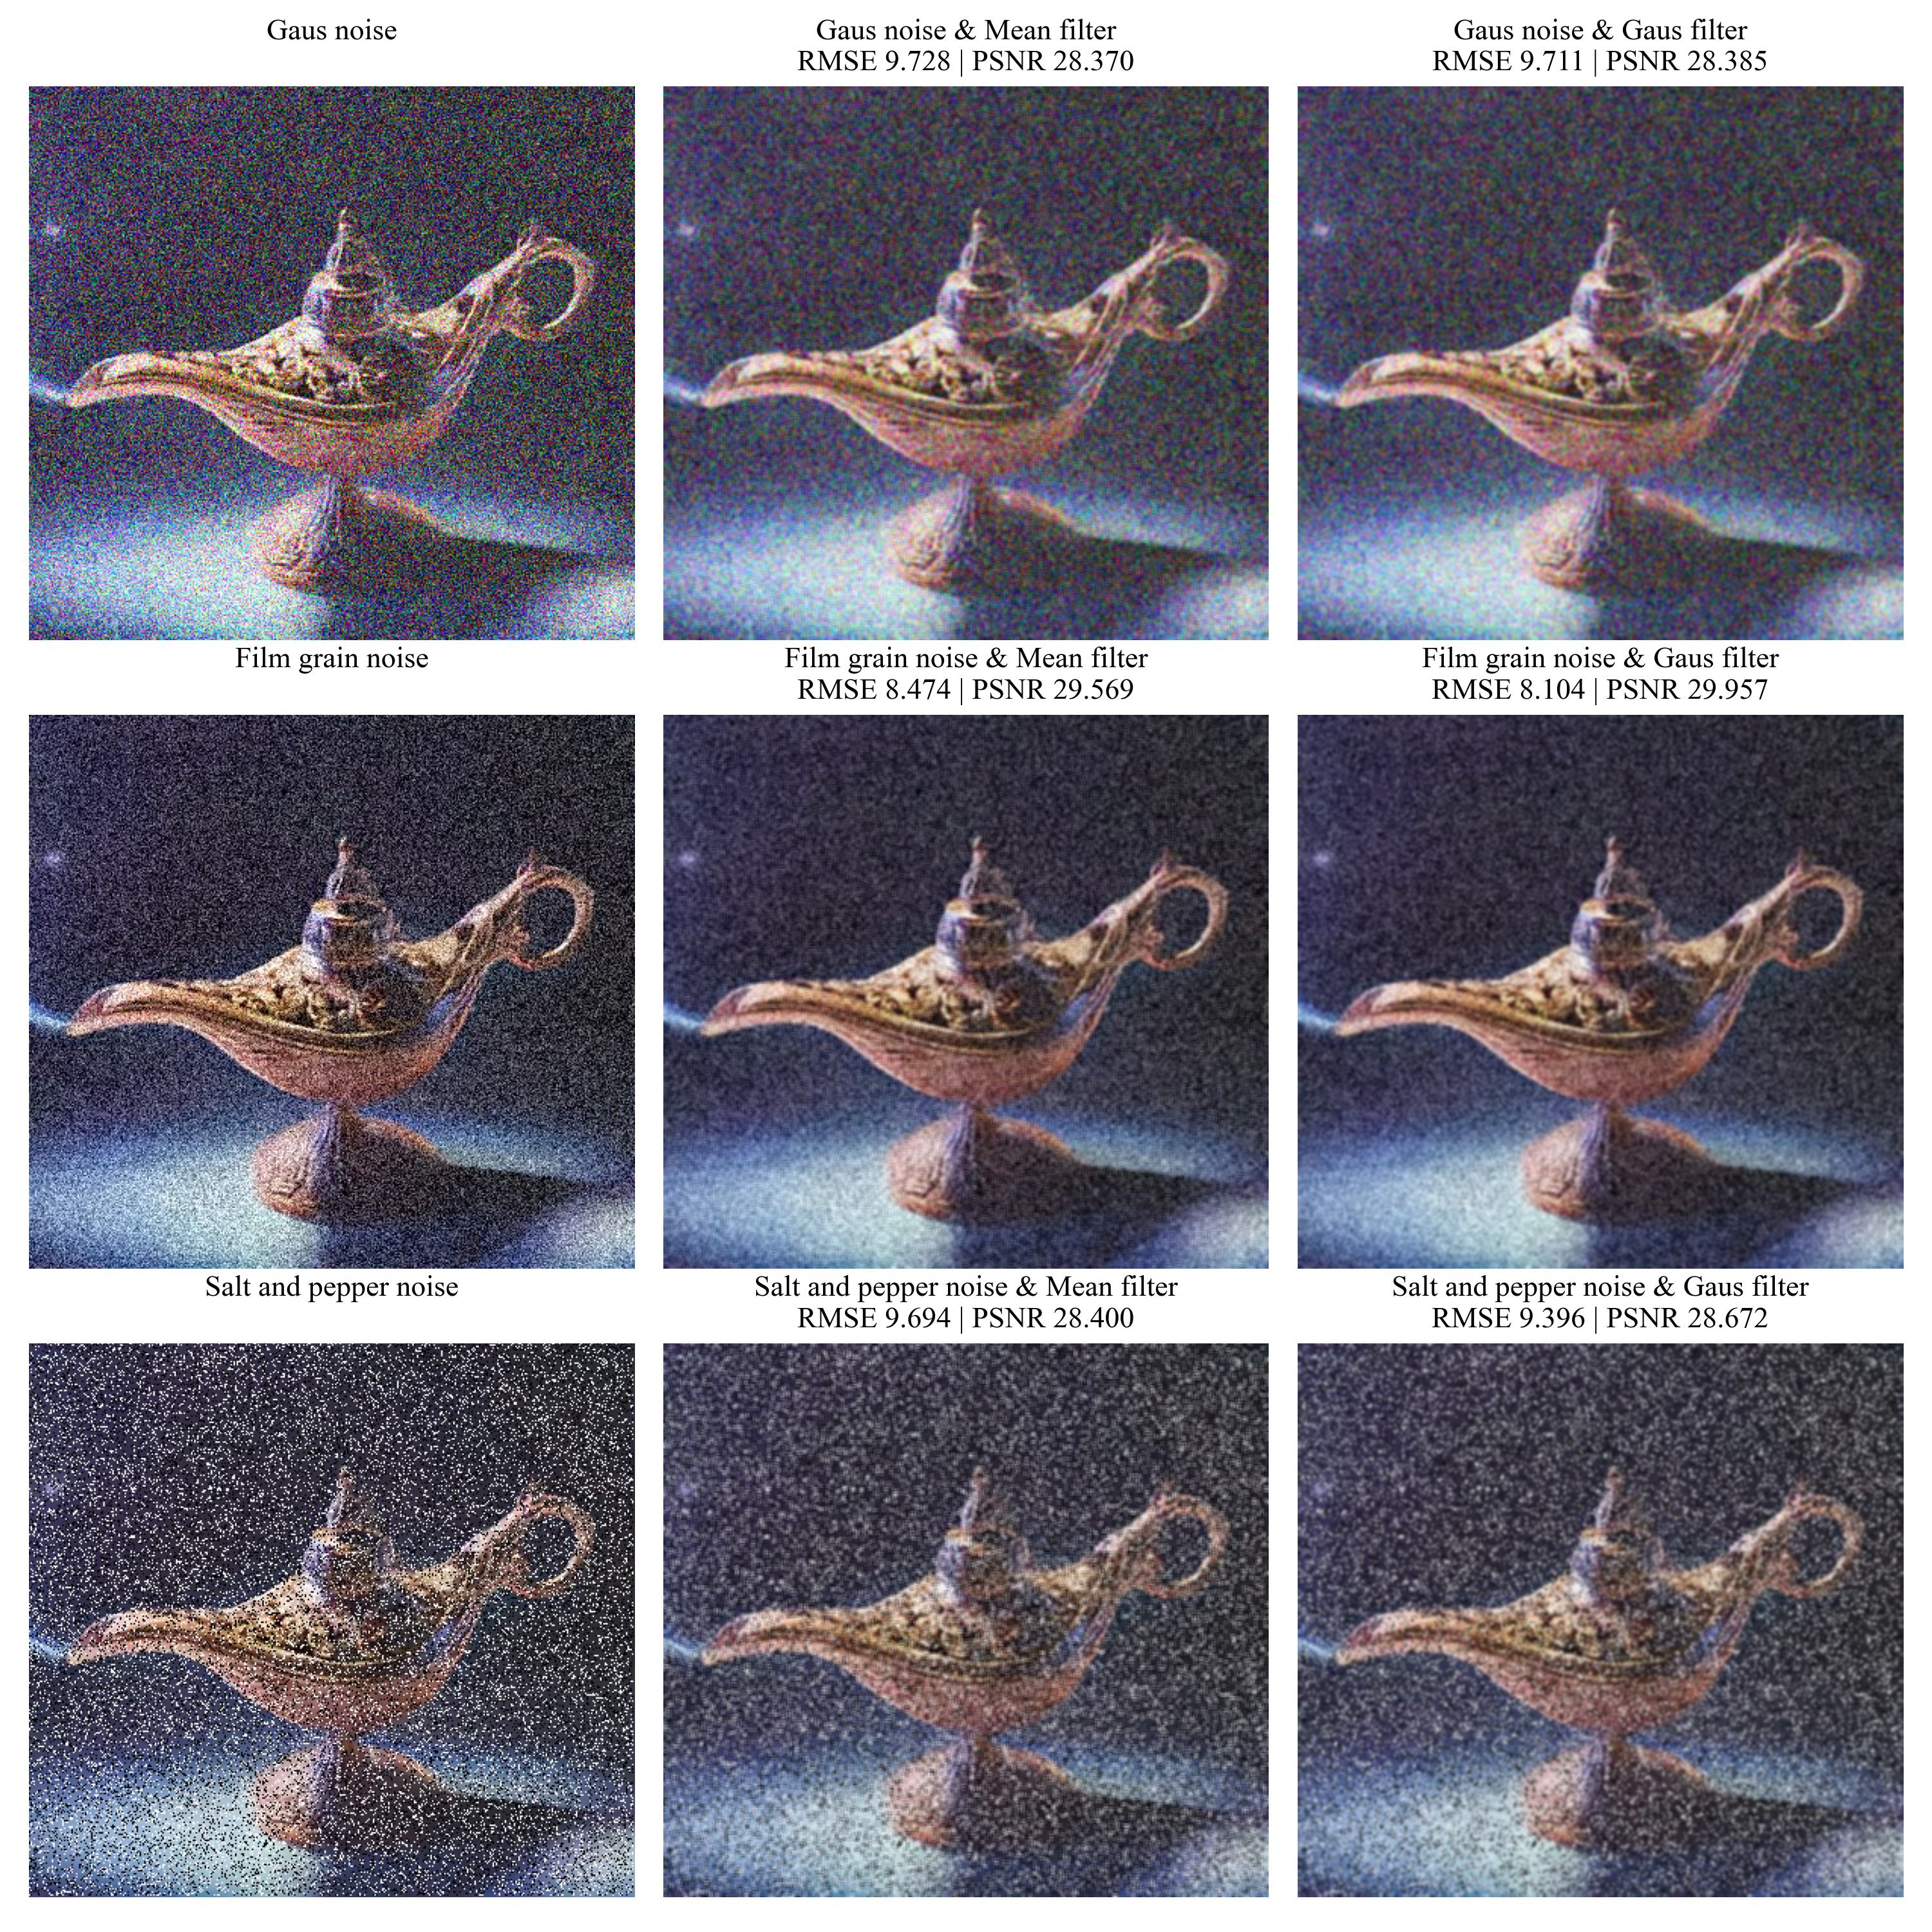 Gaus noise
Gaus noise & Mean filter
RMSE 9.728 | PSNR 28.370
Gaus noise & Gaus filter
RMSE 9.711 | PSNR 28.385
Film grain noise
Film grain noise & Mean filter
RMSE 8.474 | PSNR 29.569
Film grain noise & Gaus filter
RMSE 8.104 | PSNR 29.957
Salt and pepper noise
Salt and pepper noise & Mean filter
RMSE 9.694 | PSNR 28.400
Salt and pepper noise & Gaus filter
RMSE 9.396 | PSNR 28.672